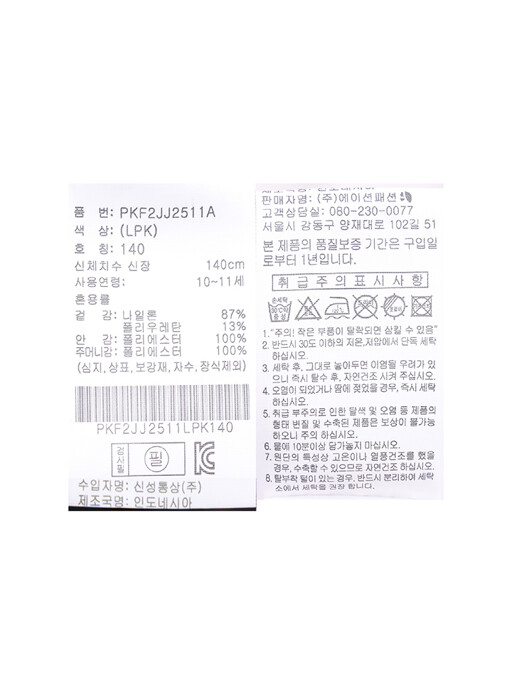 품 번: PKF2JJ2511A
색 상: (LPK)
호 칭: 140
신체치수 신장 140cm
사용연령: 10~11세
혼용률
겉 감: 나일론 87%
폴리우레탄 13%
안 감: 폴리에스터 100%
주머니감: 폴리에스터 100%
(심지,상표,보강재,자수,장식제외)
PKF2JJ2511LPK140
검사필 필
수입자명: 신성통상(주)
제조국명: 인도네시아
판매자명: (주)에이션패션
고객상담실: 080-230-0077
서울시 강동구 양재대로 102길 51
본 제품의 품질보증 기간은 구입일
로부터 1년입니다.
취급주의표시사항
손세탁
30℃약
중성
1. "주의! 작은 부품이 탈락되면 삼킬 수 있음"
2. 반드시 30도 이하의 저온,저압에서 단독 세탁
하십시오.
3. 세탁 후, 그대로 놓아두면 이염될 우려가 있
으니 즉시 탈수 후, 자연건조 시켜 주십시오.
4. 오염이 되었거나 땀에 젖은 경우, 즉시 세탁
하십시오.
5. 취급 부주의로 인한 탈색 및 오염 등 제품의
형태 변질 및 수축된 제품은 보상이 불가능
하오니 주의 하십시오.
6. 물에 10분이상 담가놓지 마십시오.
7. 원단의 특성상 고온이나 열풍건조를 했을
경우, 수축할 수 있으므로 자연건조 하십시오.
8. 탈부착 털이 있는 경우, 반드시 분리하여 세탁
소에서 세탁을 권장 합니다.